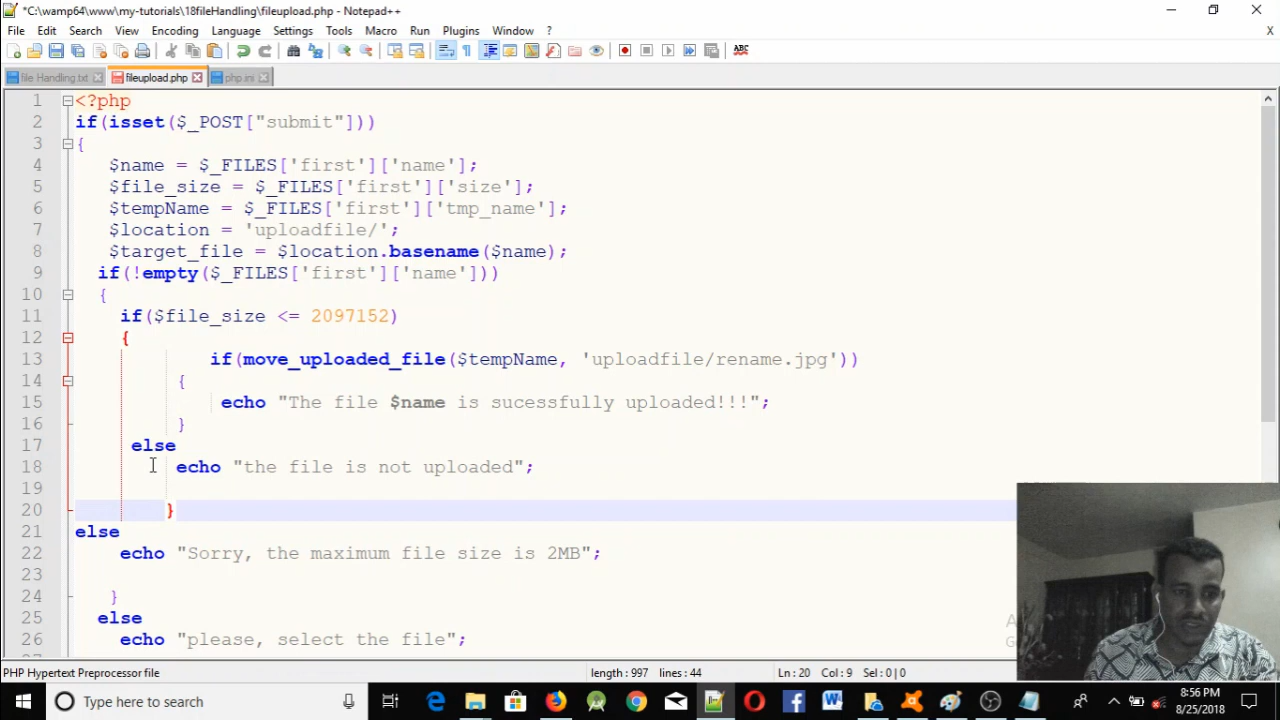 *C:\wamp64\www\my-tutorials\18fileHandling\fileupload.php - Notepad++
File Edit Search View Encoding Language Settings Tools Macro Run Plugins Window ? X
file Handling.txt fileupload.php php.ini
1 <?php
2 if(isset($_POST["submit"]))
3 {
4 $name = $_FILES['first']['name'];
5 $file_size = $_FILES['first']['size'];
6 $tempName = $_FILES['first']['tmp_name'];
7 $location = 'uploadfile/';
8 $target_file = $location.basename($name);
9 if(!empty($_FILES['first']['name']))
10 {
11 if($file_size <= 2097152)
12 {
13 if(move_uploaded_file($tempName, 'uploadfile/rename.jpg'))
14 {
15 echo "The file $name is sucessfully uploaded!!!";
16 }
17 else
18 echo "the file is not uploaded";
19
20 }
21 else
22 echo "Sorry, the maximum file size is 2MB";
23
24 }
25 else
26 echo "please, select the file";
PHP Hypertext Preprocessor file length : 997 lines : 44 Ln : 20 Col : 9 Sel : 0 | 0
Type here to search
8:56 PM
8/25/2018